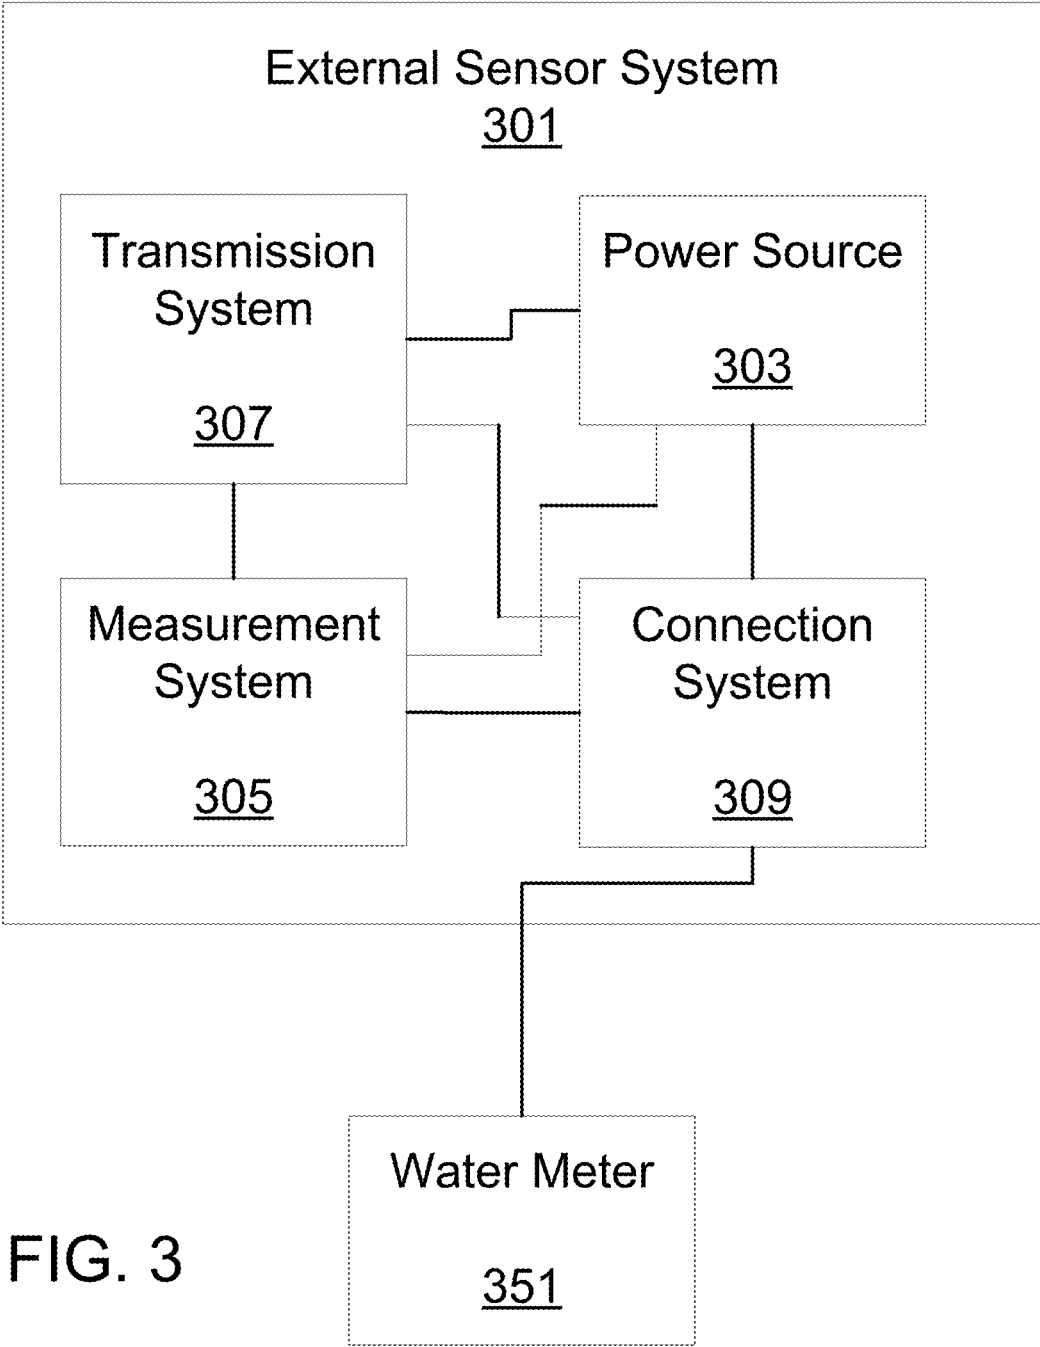 External Sensor System
301
Transmission
System
307
Power Source
303
Measurement
System
305
Connection
System
309
Water Meter
351
FIG. 3